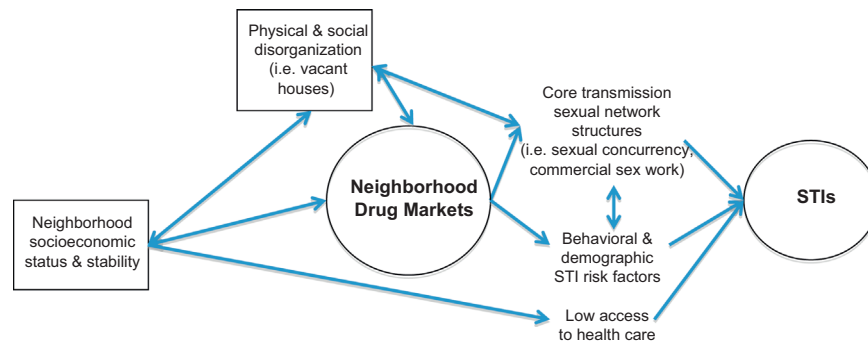 Physical & social
disorganization
(i.e. vacant
houses)
Core transmission
sexual network
structures
(i.e. sexual concurrency,
commercial sex work)
Neighborhood
Drug Markets
STIs
Neighborhood
socioeconomic
status & stability
Behavioral &
demographic
STI risk factors
Low access
to health care